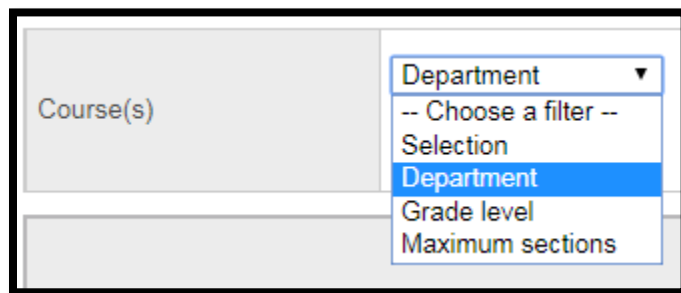 Course(s)
Department
-- Choose a filter --
Selection
Department
Grade level
Maximum sections